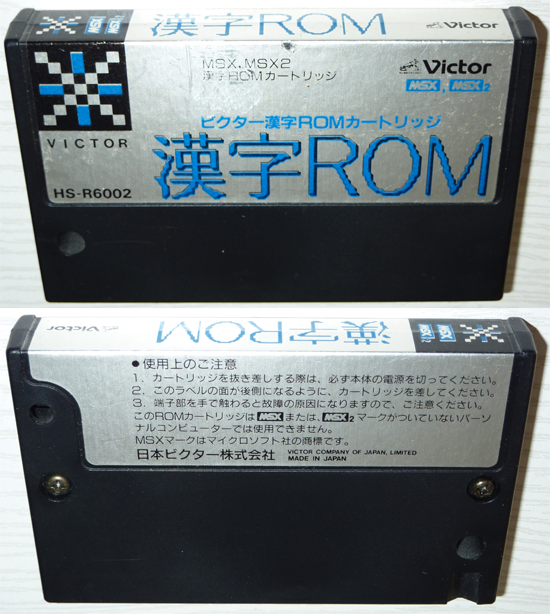 漢字ROM
Victor
MSX MSX2
VICTOR
HS-R6002
MSX, MSX2
漢字ROMカートリッジ
Victor
MSX, MSX2
ビクター漢字ROMカートリッジ
漢字ROM
Victor
漢字ROM
MSX MSX2
●使用上のご注意
1. カートリッジを抜き差しする際は、必ず本体の電源を切ってください。
2. このラベルの面が後側になるように、カートリッジを差してください。
3. 端子部を手で触わると故障の原因になりますので、ご注意ください。
このROMカートリッジはMSXまたは、MSX2マークがついていないパーソ
ナルコンピューターでは使用できません。
MSXマークはマイクロソフト社の商標です。
日本ビクター株式会社
VICTOR COMPANY OF JAPAN, LIMITED
MADE IN JAPAN